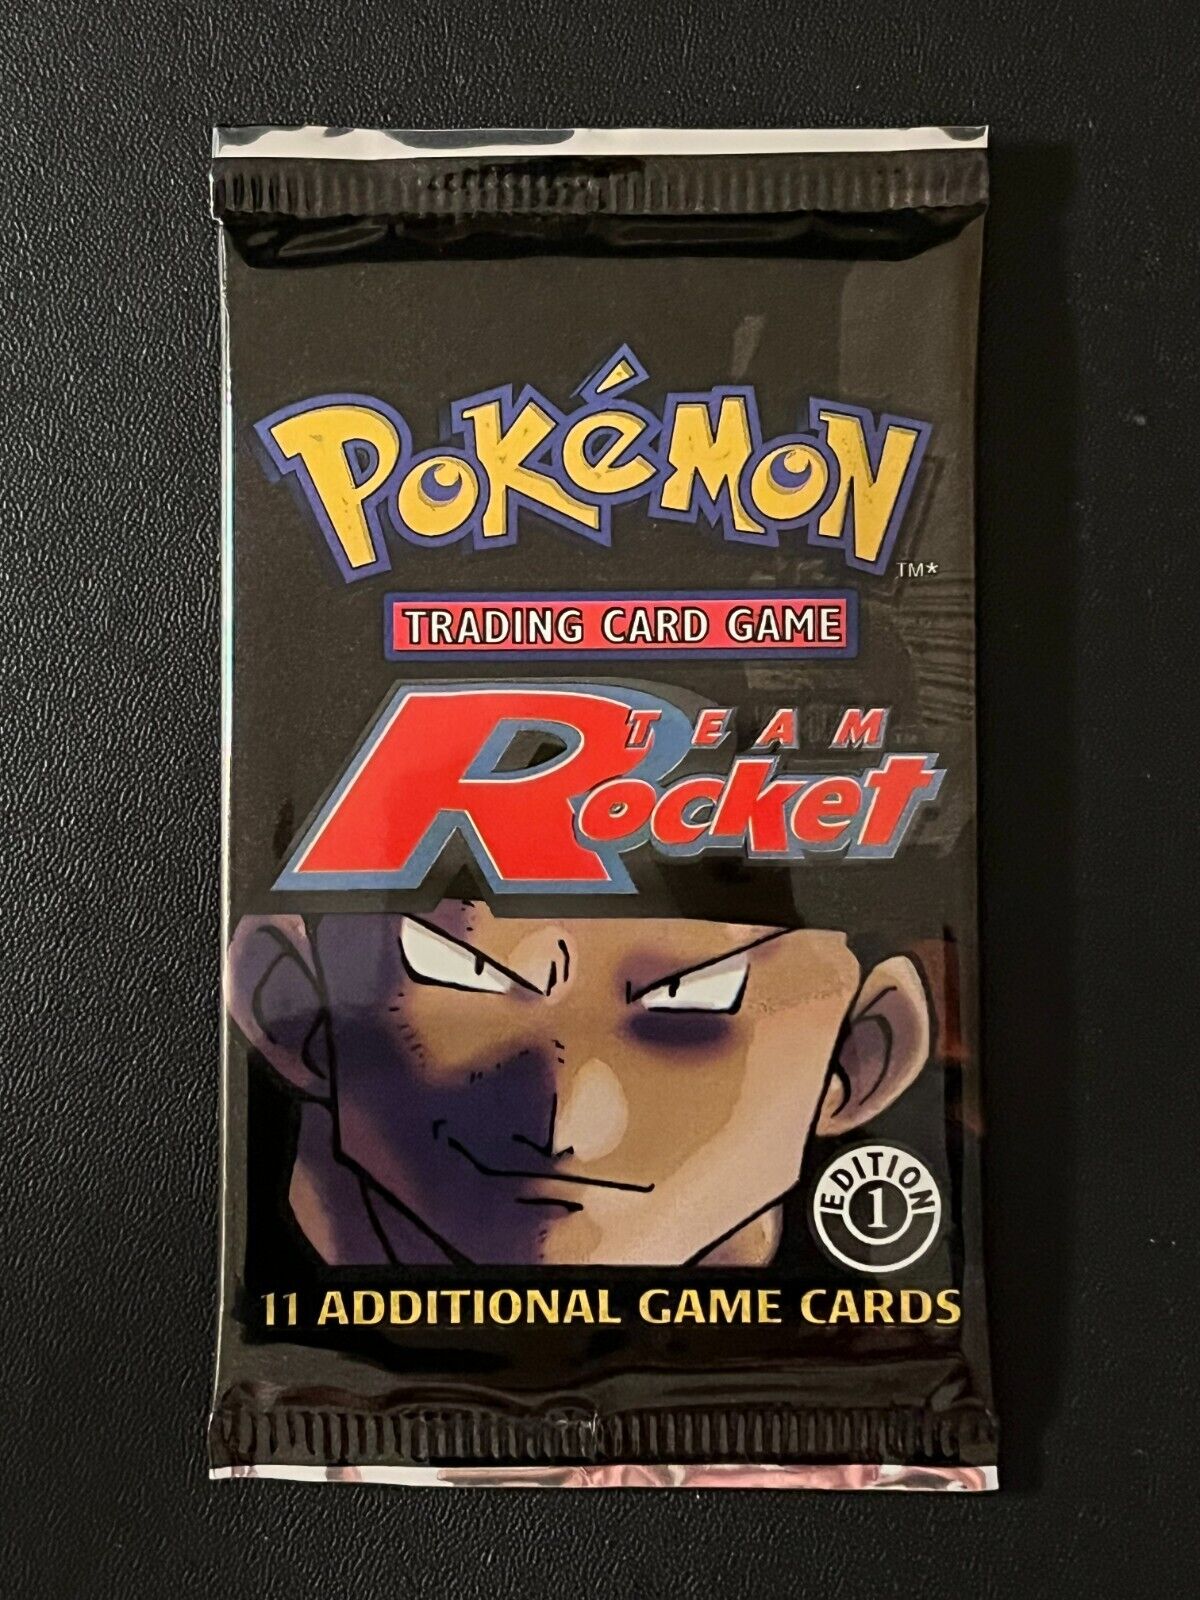 POKéMON
TM*
TRADING CARD GAME
TEAM
ROCKET
EDITION
1
11 ADDITIONAL GAME CARDS